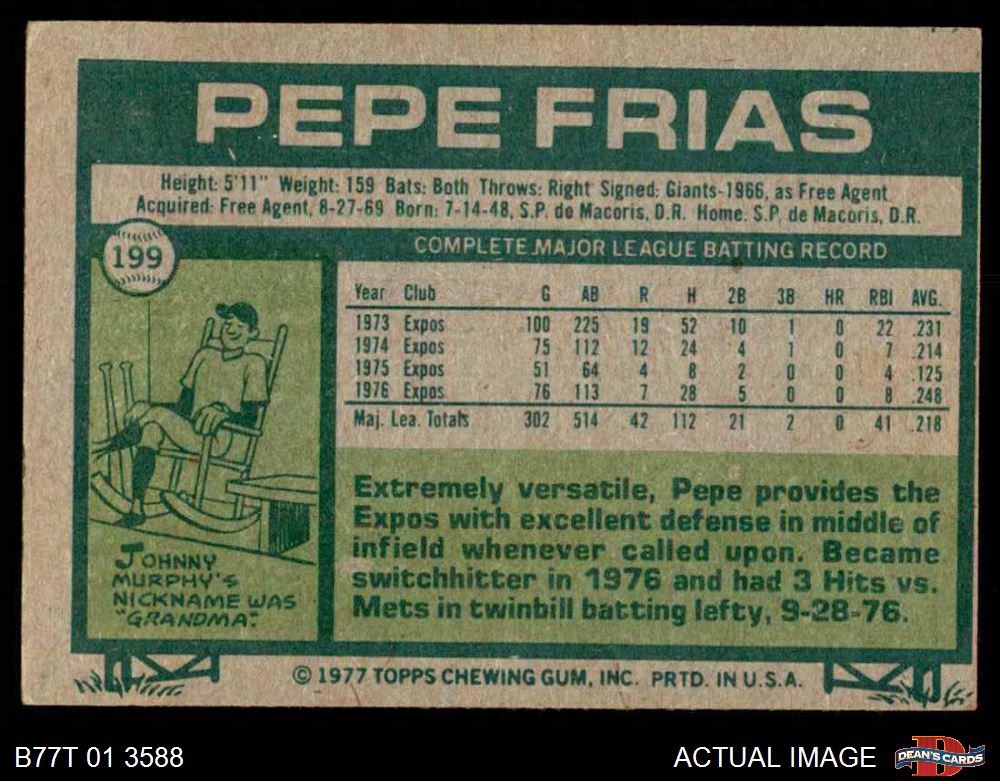 PEPE FRIAS
Height: 5'11" Weight: 159 Bats: Both Throws: Right Signed: Giants-1966, as Free Agent
Acquired: Free Agent, 8-27-69 Born: 7-14-48, S.P. de Macoris, D.R. Home: S.P. de Macoris, D.R.
199
COMPLETE MAJOR LEAGUE BATTING RECORD
Year Club G AB R H 2B 3B HR RBI AVG.
1973 Expos 100 225 19 52 10 1 0 22 .231
1974 Expos 75 112 12 24 4 1 0 7 .214
1975 Expos 51 64 4 8 2 0 0 4 .125
1976 Expos 76 113 7 28 5 0 0 8 .248
Maj. Lea. Totals 302 514 42 112 21 2 0 41 .218
JOHNNY
MURPHY'S
NICKNAME WAS
"GRANDMA".
Extremely versatile, Pepe provides the
Expos with excellent defense in middle of
infield whenever called upon. Became
switchhitter in 1976 and had 3 Hits vs.
Mets in twinbill batting lefty, 9-28-76.
© 1977 TOPPS CHEWING GUM, INC. PRTD. IN U.S.A.
B77T 01 3588
ACTUAL IMAGE
D
DEAN'S CARDS